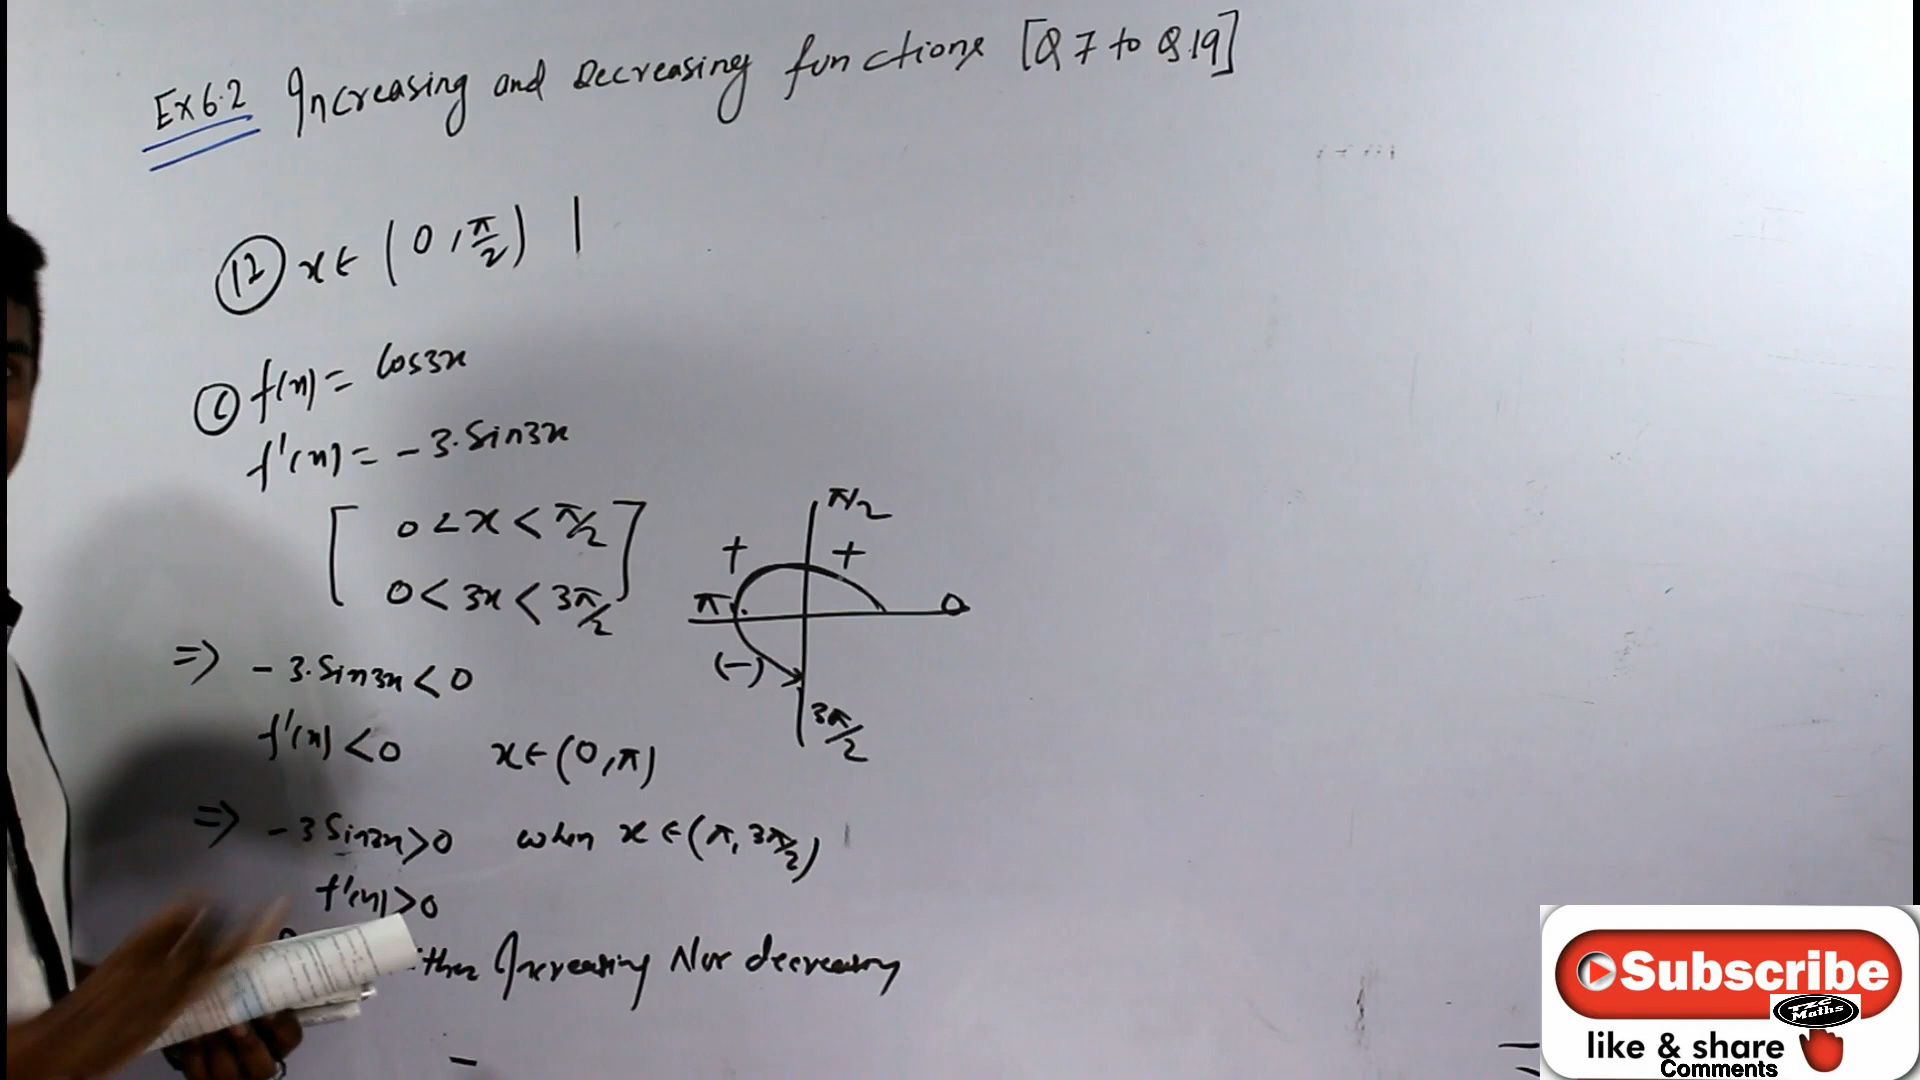 Ex 6.2 Increasing and Decreasing functions [Q 7 to Q.19]
12 x ∈ (0, π/2) |
c f(x) = cos3x
f'(x) = -3.Sin3x
0 < x < π/2
0 < 3x < 3π/2
⇒ -3.Sin3x < 0
f'(x) < 0 x ∈ (0, π)
⇒ -3 Sin3x > 0 when x ∈ (π, 3π/2)
f'(x) > 0
Increasing Nor decreasing
π/2
+ +
π 0
(-)
3π/2
Subscribe
TZC Maths
like & share
Comments